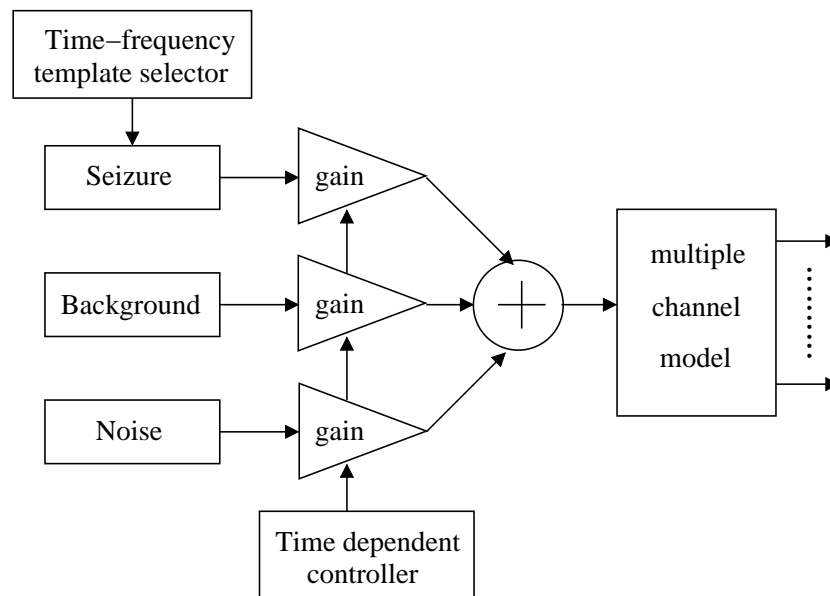 Time−frequency
template selector
Seizure
gain
Background
gain
Noise
gain
multiple
channel
model
Time dependent
controller